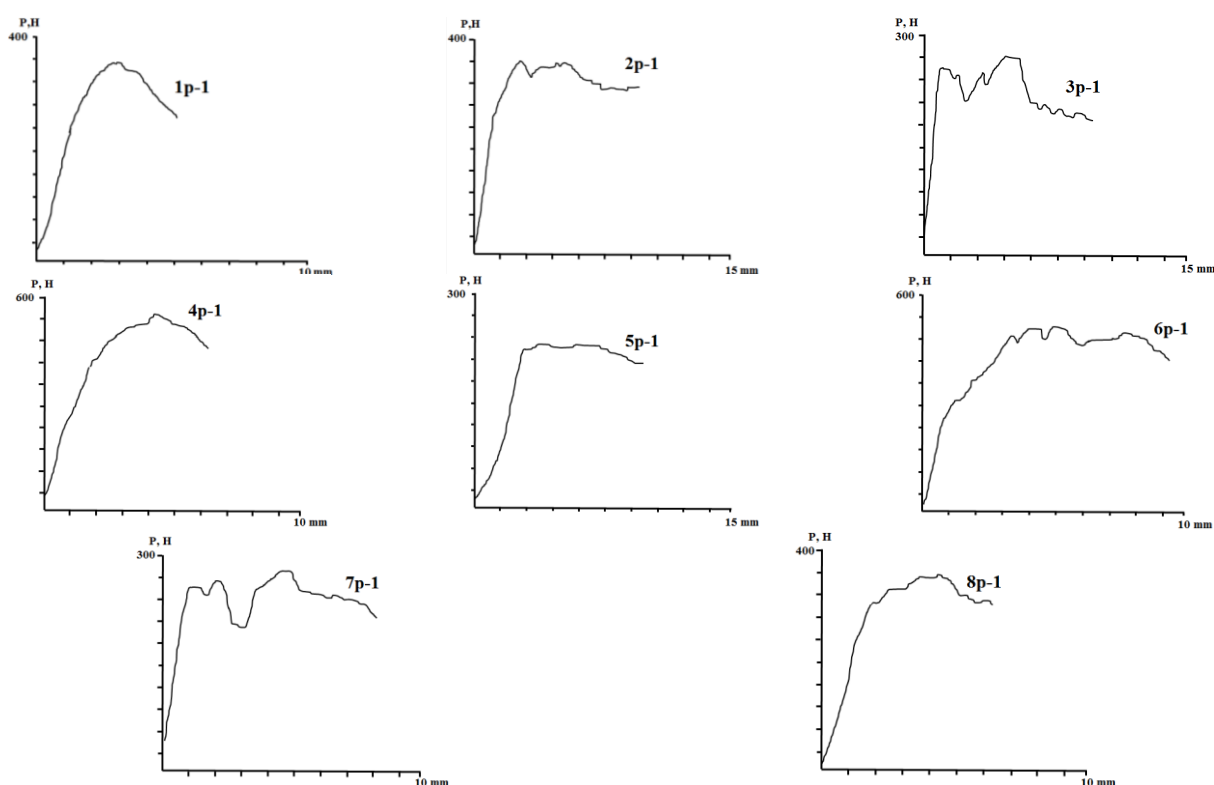 P,H
400
1p-1
10 mm
P, H
400
2p-1
15 mm
P, H
300
3p-1
15 mm
P, H
600
4p-1
10 mm
P, H
300
5p-1
15 mm
P, H
600
6p-1
10 mm
P, H
300
7p-1
10 mm
P, H
400
8p-1
10 mm